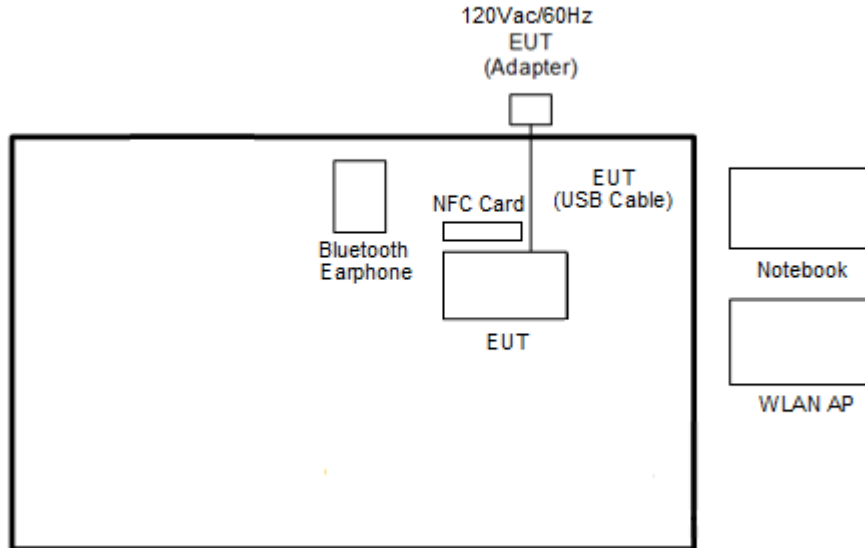 120Vac/60Hz
EUT
(Adapter)
EUT
(USB Cable)
NFC Card
Bluetooth
Earphone
EUT
Notebook
WLAN AP